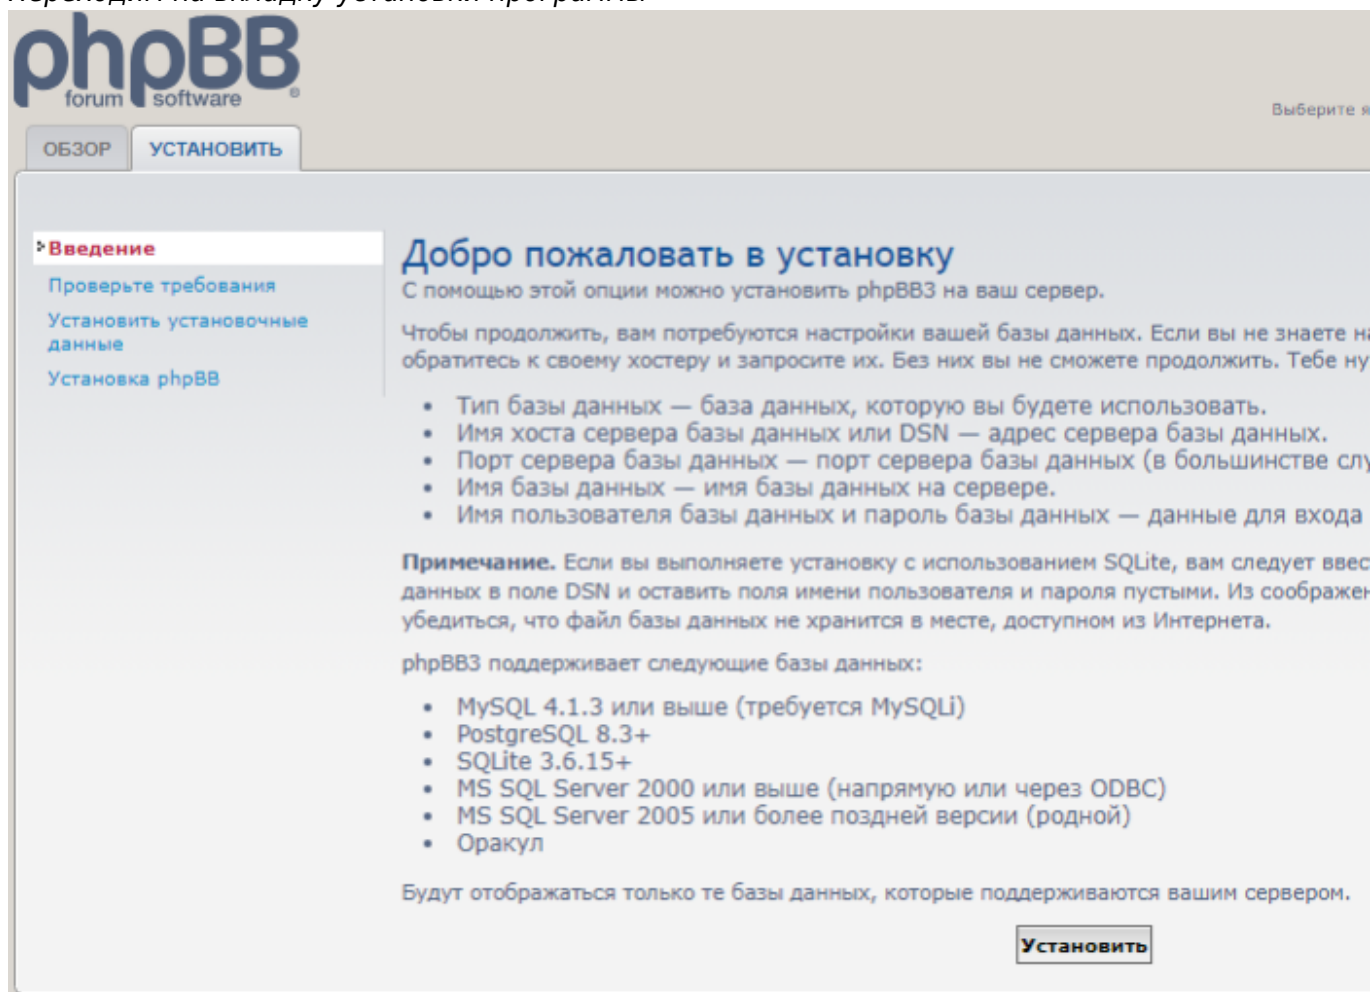 Переходим на вкладку установки программы
phpBB
forum software ®
Выберите
ОБЗОР УСТАНОВИТЬ
Введение
Проверьте требования
Установить установочные
данные
Установка phpBB
Добро пожаловать в установку
С помощью этой опции можно установить phpBB3 на ваш сервер.
Чтобы продолжить, вам потребуются настройки вашей базы данных. Если вы не знаете
обратитесь к своему хостеру и запросите их. Без них вы не сможете продолжить. Тебе
• Тип базы данных — база данных, которую вы будете использовать.
• Имя хоста сервера базы данных или DSN — адрес сервера базы данных.
• Порт сервера базы данных — порт сервера базы данных (в большинстве
• Имя базы данных — имя базы данных на сервере.
• Имя пользователя базы данных и пароль базы данных — данные для входа
Примечание. Если вы выполняете установку с использованием SQLite, вам следует
данных в поле DSN и оставить поля имени пользователя и пароля пустыми. Из
убедиться, что файл базы данных не хранится в месте, доступном из Интернета.
phpBB3 поддерживает следующие базы данных:
• MySQL 4.1.3 или выше (требуется MySQLi)
• PostgreSQL 8.3+
• SQLite 3.6.15+
• MS SQL Server 2000 или выше (напрямую или через ODBC)
• MS SQL Server 2005 или более поздней версии (родной)
• Оракул
Будут отображаться только те базы данных, которые поддерживаются вашим сервером.
Установить